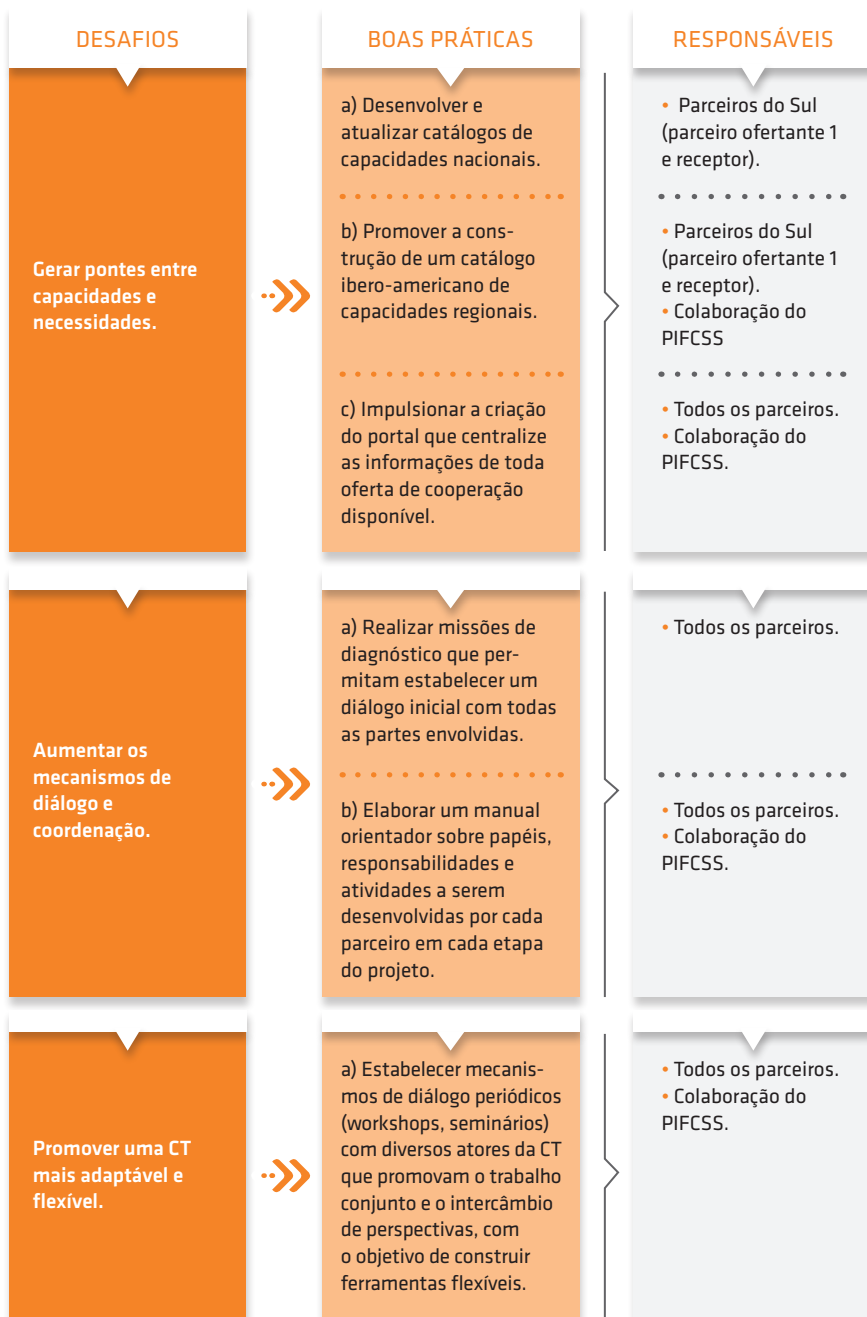 DESAFIOS
BOAS PRÁTICAS
RESPONSÁVEIS
Gerar pontes entre
capacidades e
necessidades.
a) Desenvolver e
atualizar catálogos de
capacidades nacionais.
• Parceiros do Sul
(parceiro ofertante 1
e receptor).
b) Promover a cons-
trução de um catálogo
ibero-americano de
capacidades regionais.
• Parceiros do Sul
(parceiro ofertante 1
e receptor).
• Colaboração do
PIFCSS
c) Impulsionar a criação
do portal que centralize
as informações de toda
oferta de cooperação
disponível.
• Todos os parceiros.
• Colaboração do
PIFCSS.
Aumentar os
mecanismos de
diálogo e
coordenação.
a) Realizar missões de
diagnóstico que per-
mitam estabelecer um
diálogo inicial com todas
as partes envolvidas.
• Todos os parceiros.
b) Elaborar um manual
orientador sobre papéis,
responsabilidades e
atividades a serem
desenvolvidas por cada
parceiro em cada etapa
do projeto.
• Todos os parceiros.
• Colaboração do
PIFCSS.
Promover uma CT
mais adaptável e
flexível.
a) Estabelecer mecanis-
mos de diálogo periódicos
(workshops, seminários)
com diversos atores da CT
que promovam o trabalho
conjunto e o intercâmbio
de perspectivas, com
o objetivo de construir
ferramentas flexíveis.
• Todos os parceiros.
• Colaboração do
PIFCSS.